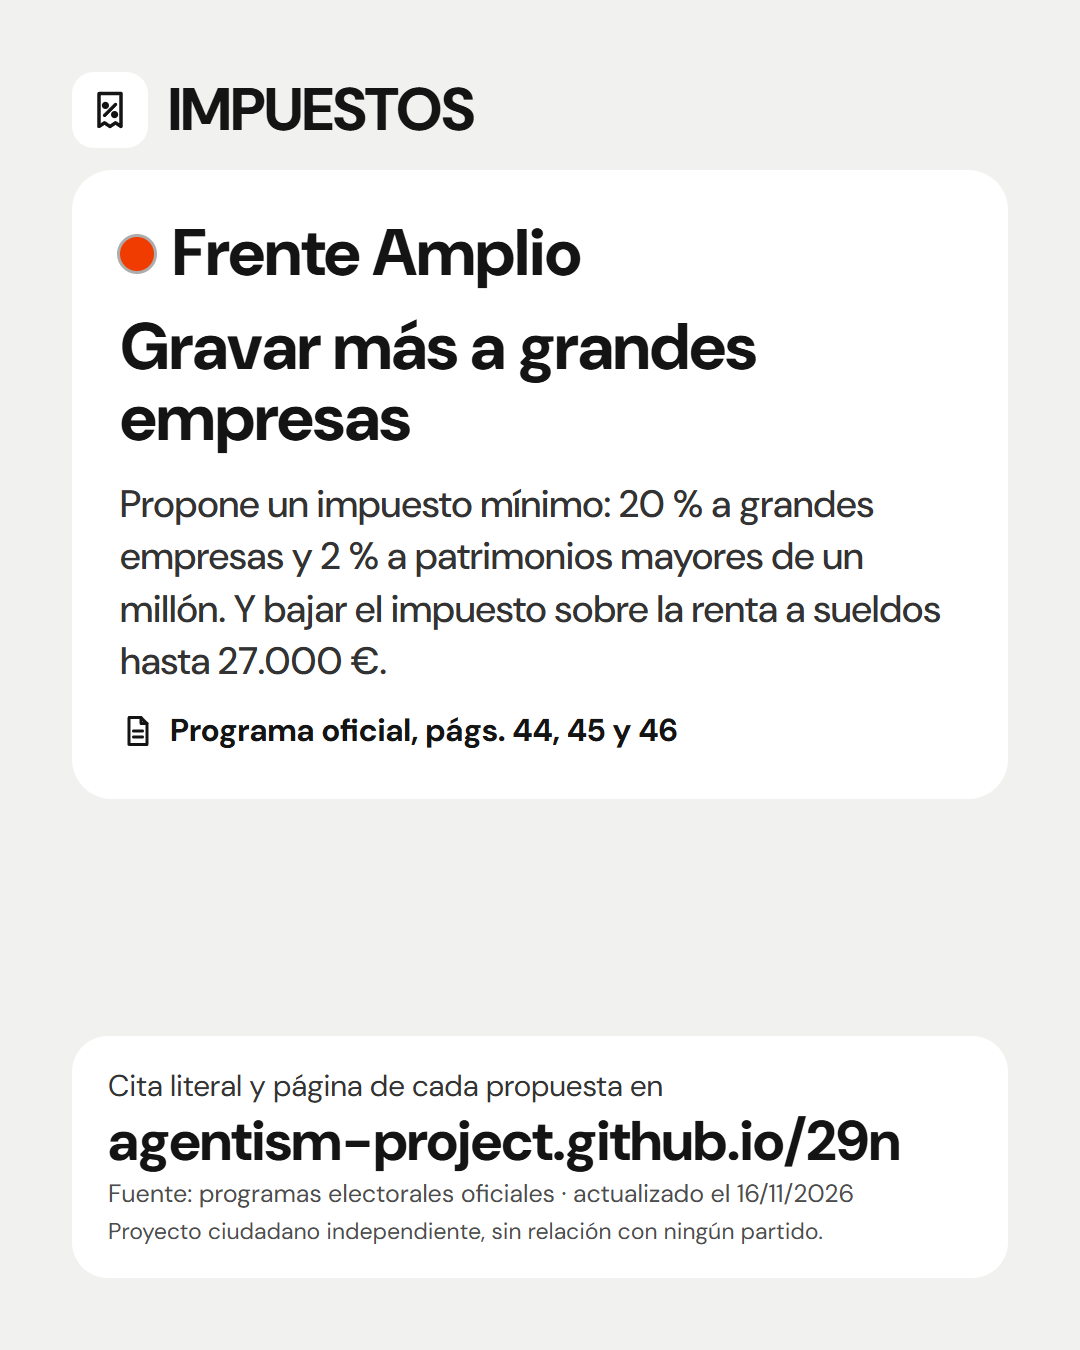 IMPUESTOS
Frente Amplio
Gravar más a grandes
empresas
Propone un impuesto mínimo: 20 % a grandes
empresas y 2 % a patrimonios mayores de un
millón. Y bajar el impuesto sobre la renta a sueldos
hasta 27.000 €.
Programa oficial, págs. 44, 45 y 46
Cita literal y página de cada propuesta en
agentism-project.github.io/29n
Fuente: programas electorales oficiales · actualizado el 16/11/2026
Proyecto ciudadano independiente, sin relación con ningún partido.